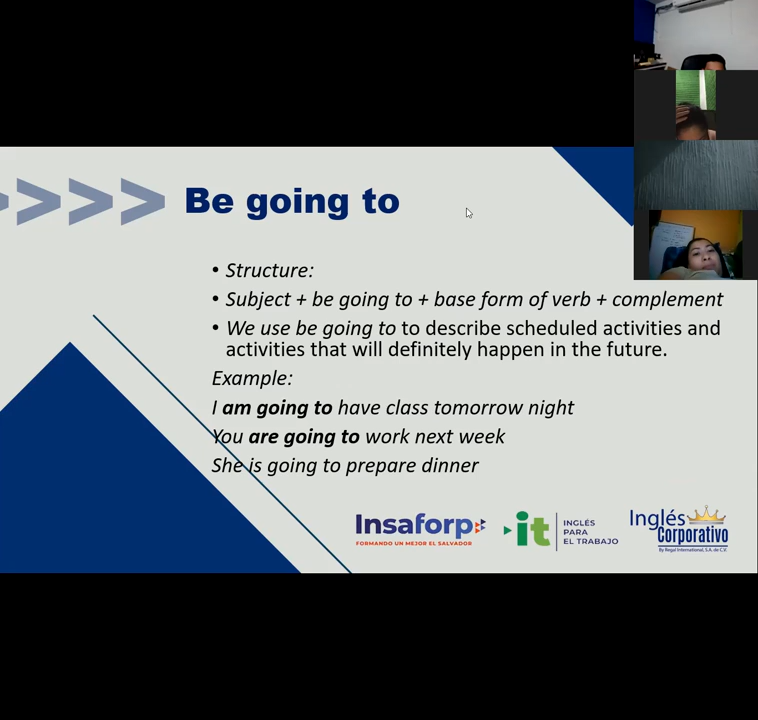 Be going to
• Structure:
• Subject + be going to + base form of verb + complement
• We use be going to to describe scheduled activities and
activities that will definitely happen in the future.
Example:
I am going to have class tomorrow night
You are going to work next week
She is going to prepare dinner
Insaforp
FORMANDO UN MEJOR EL SALVADOR
it
INGLÉS
PARA
EL TRABAJO
Inglés
Corporativo
By Regal International, S.A. de C.V.